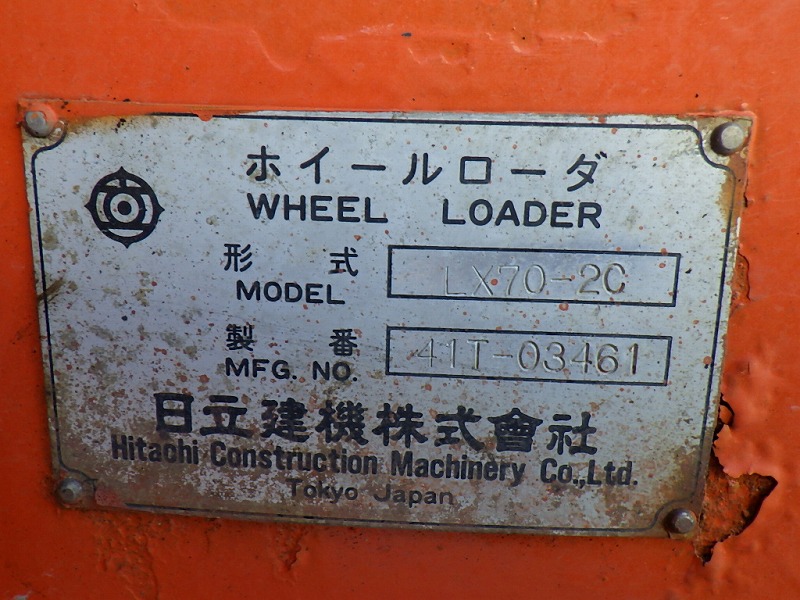 ホイールローダ
WHEEL LOADER
形式 LX70-2C
MODEL
製番 41T-03461
MFG. NO.
日立建機株式會社
Hitachi Construction Machinery Co.,Ltd.
Tokyo Japan